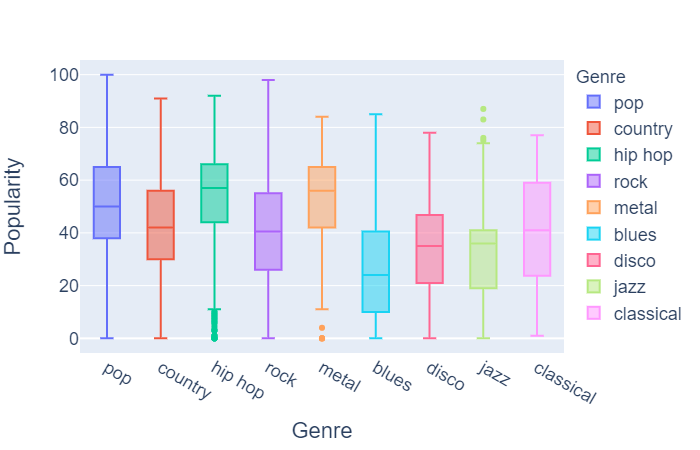 Genre
pop
country
hip hop
rock
metal
blues
disco
jazz
classical
100
80
60
40
20
0
Popularity
pop
country
hip hop
rock
metal
blues
disco
jazz
classical
Genre